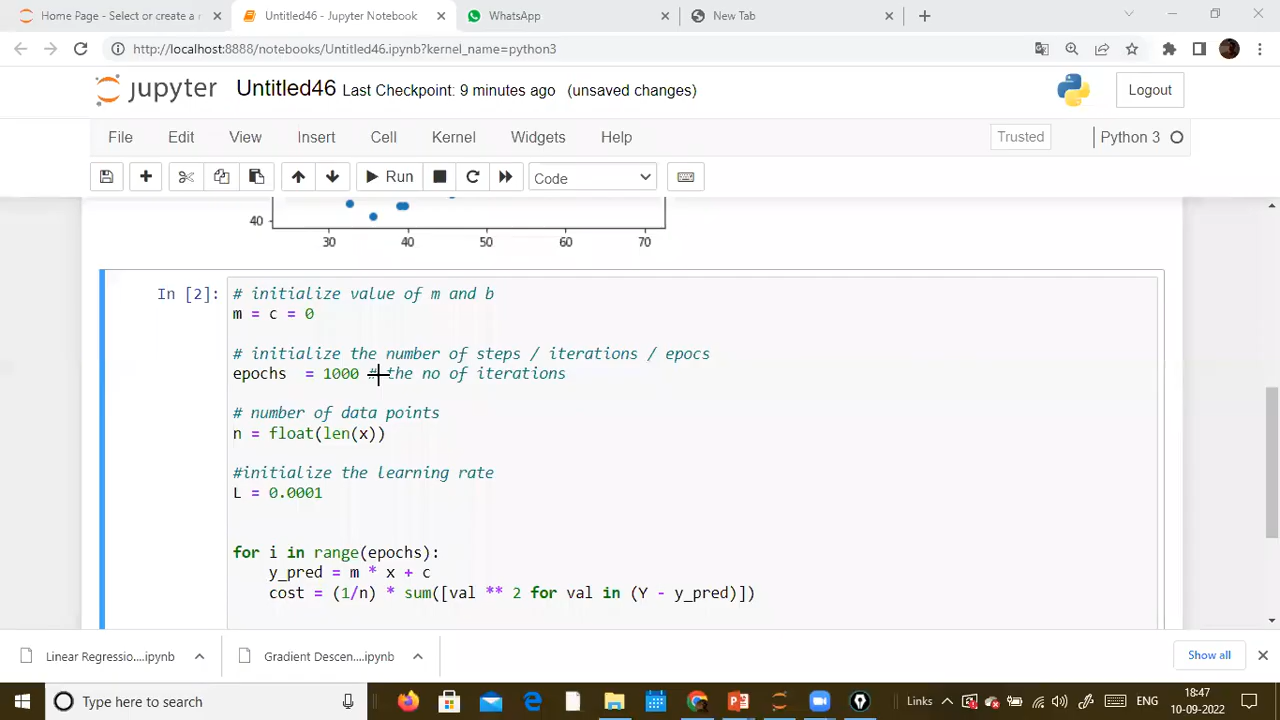 Home Page - Select or create a n
Untitled46 - Jupyter Notebook
WhatsApp
New Tab
http://localhost:8888/notebooks/Untitled46.ipynb?kernel_name=python3
jupyter Untitled46 Last Checkpoint: 9 minutes ago (unsaved changes)
Logout
File Edit View Insert Cell Kernel Widgets Help
Trusted
Python 3
Run
Code
40
30 40 50 60 70
In [2]:
# initialize value of m and b
m = c = 0
# initialize the number of steps / iterations / epocs
epochs  = 1000 # the no of iterations
# number of data points
n = float(len(x))
#initialize the learning rate
L = 0.0001
for i in range(epochs):
    y_pred = m * x + c
    cost = (1/n) * sum([val ** 2 for val in (Y - y_pred)])
Linear Regressio....ipynb
Gradient Descen....ipynb
Show all
Type here to search
Links
ENG
18:47
10-09-2022